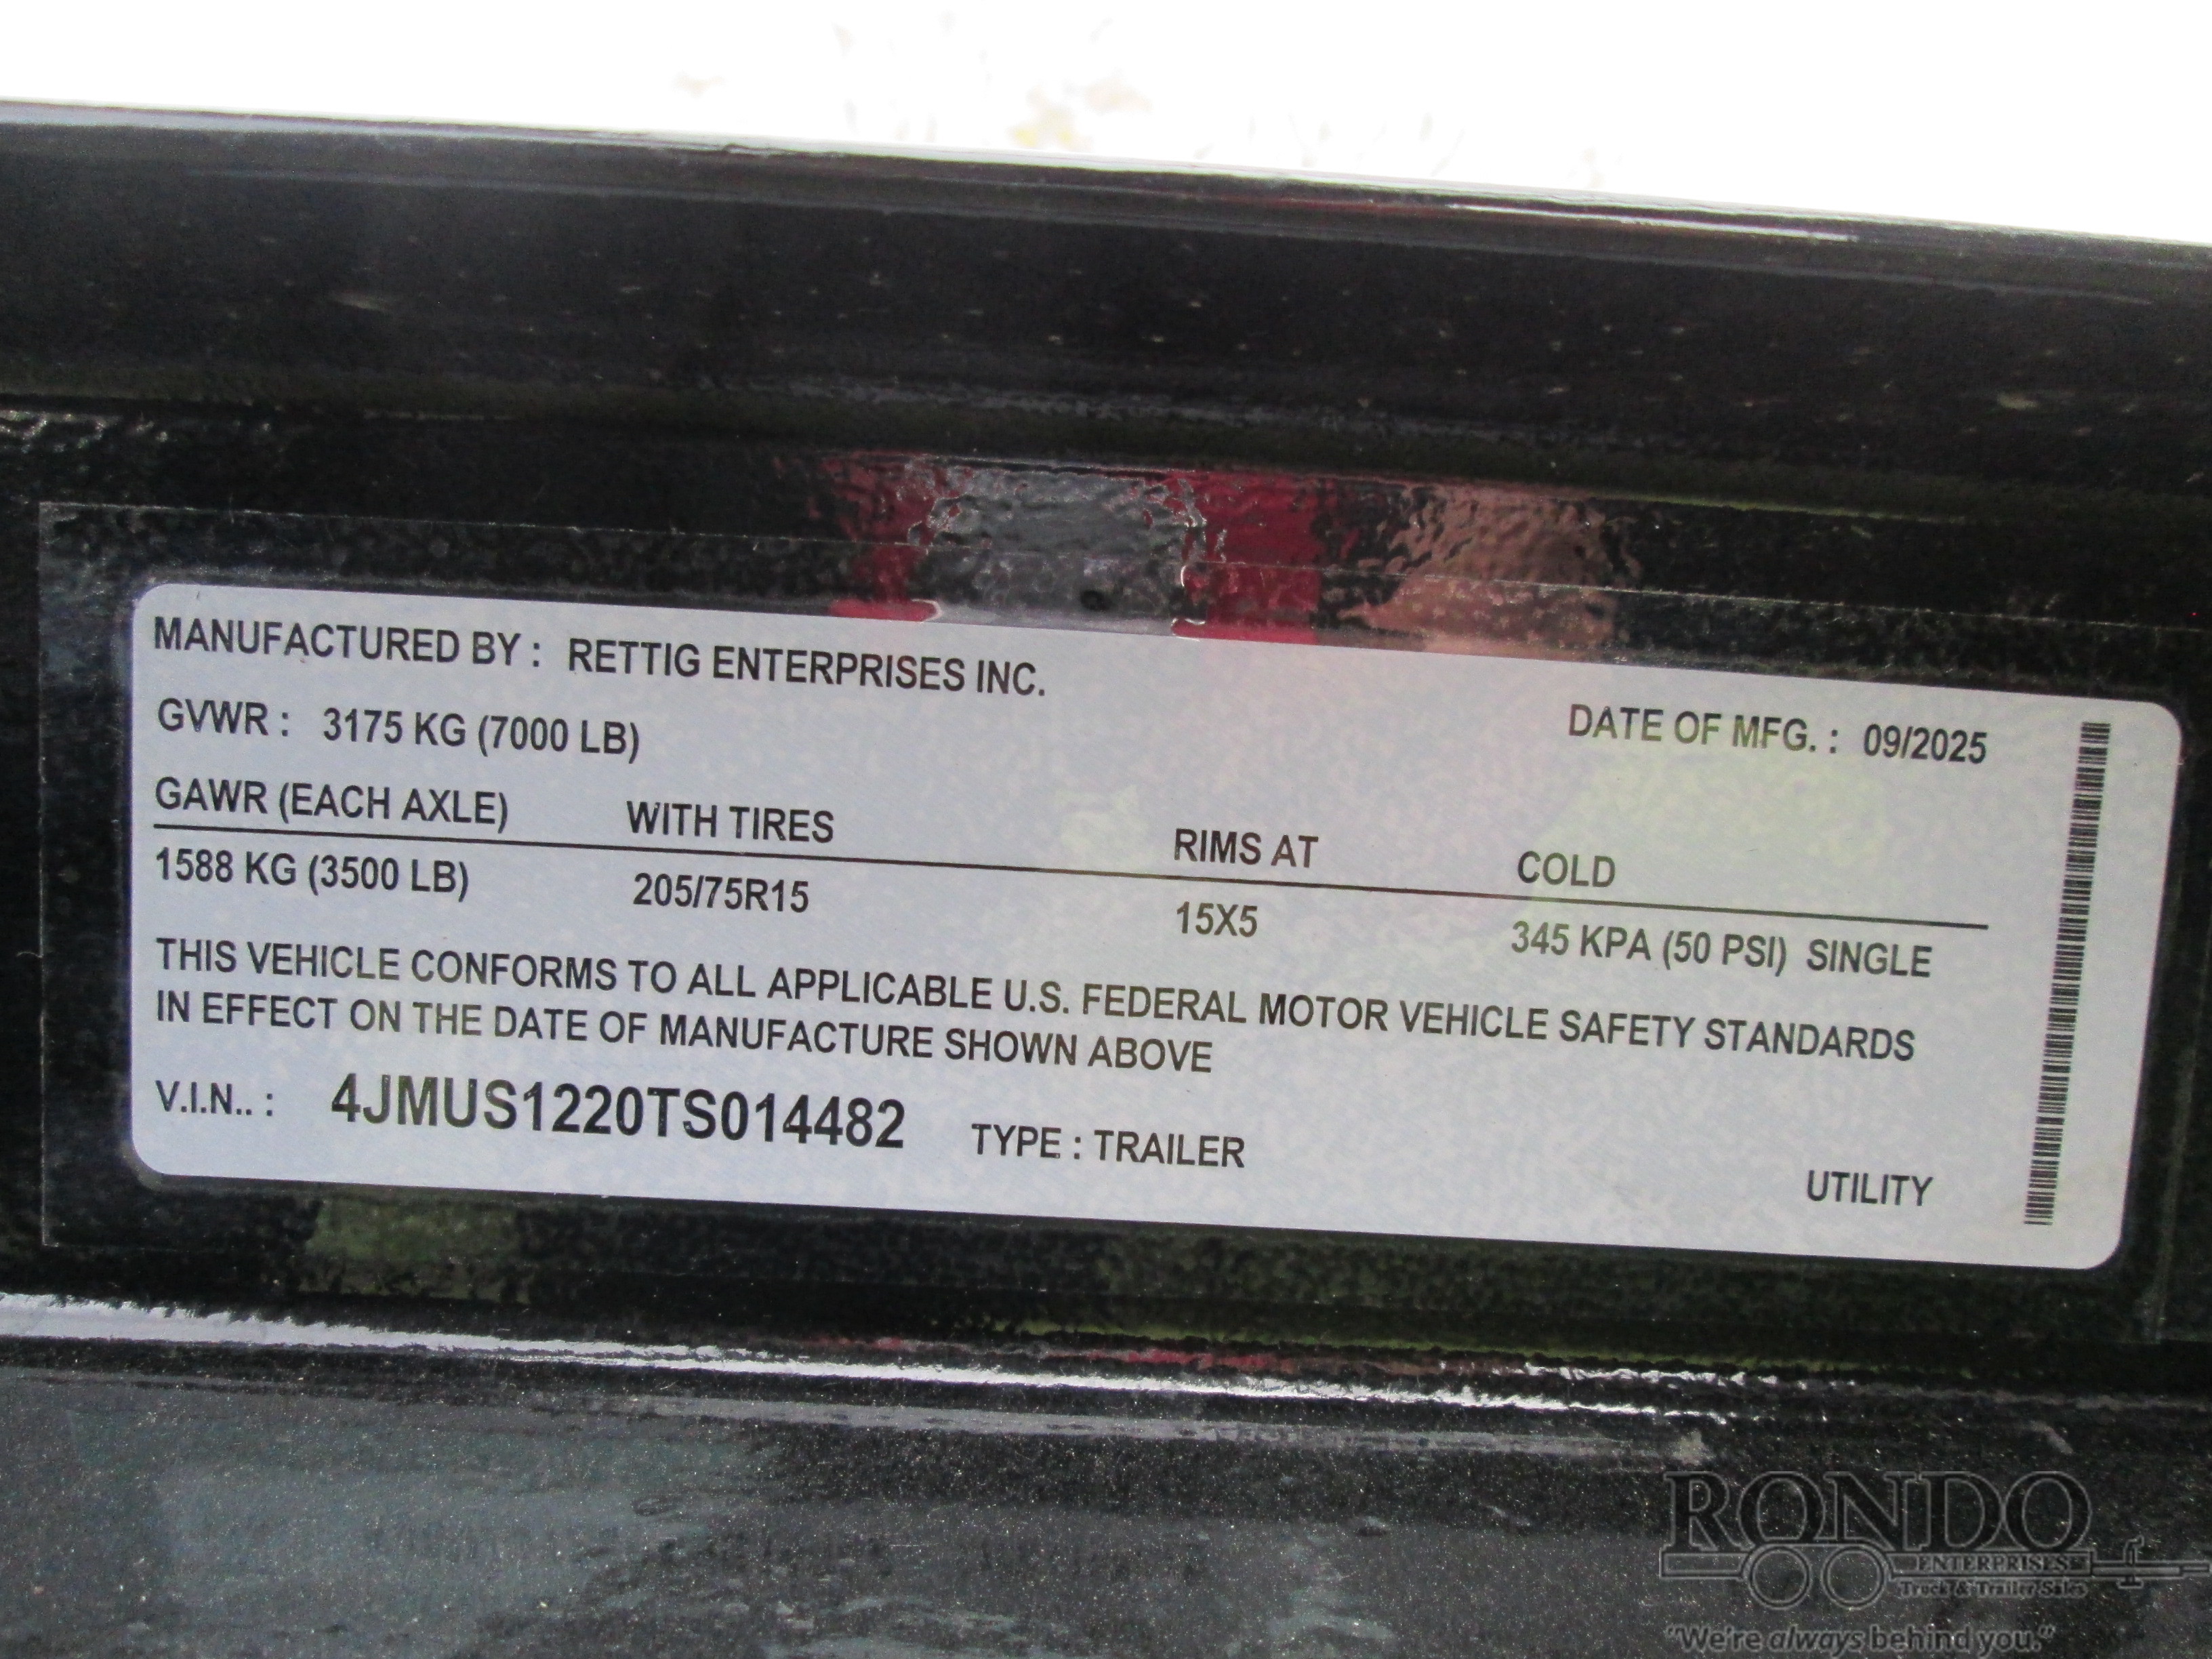 MANUFACTURED BY : RETTIG ENTERPRISES INC.
GVWR : 3175 KG (7000 LB) DATE OF MFG. : 09/2025
GAWR (EACH AXLE) WITH TIRES RIMS AT COLD
1588 KG (3500 LB) 205/75R15 15X5 345 KPA (50 PSI) SINGLE
THIS VEHICLE CONFORMS TO ALL APPLICABLE U.S. FEDERAL MOTOR VEHICLE SAFETY STANDARDS
IN EFFECT ON THE DATE OF MANUFACTURE SHOWN ABOVE
V.I.N.. : 4JMUS1220TS014482 TYPE : TRAILER UTILITY
RONDO
ENTERPRISES
Truck & Trailer Sales
"We're always behind you."